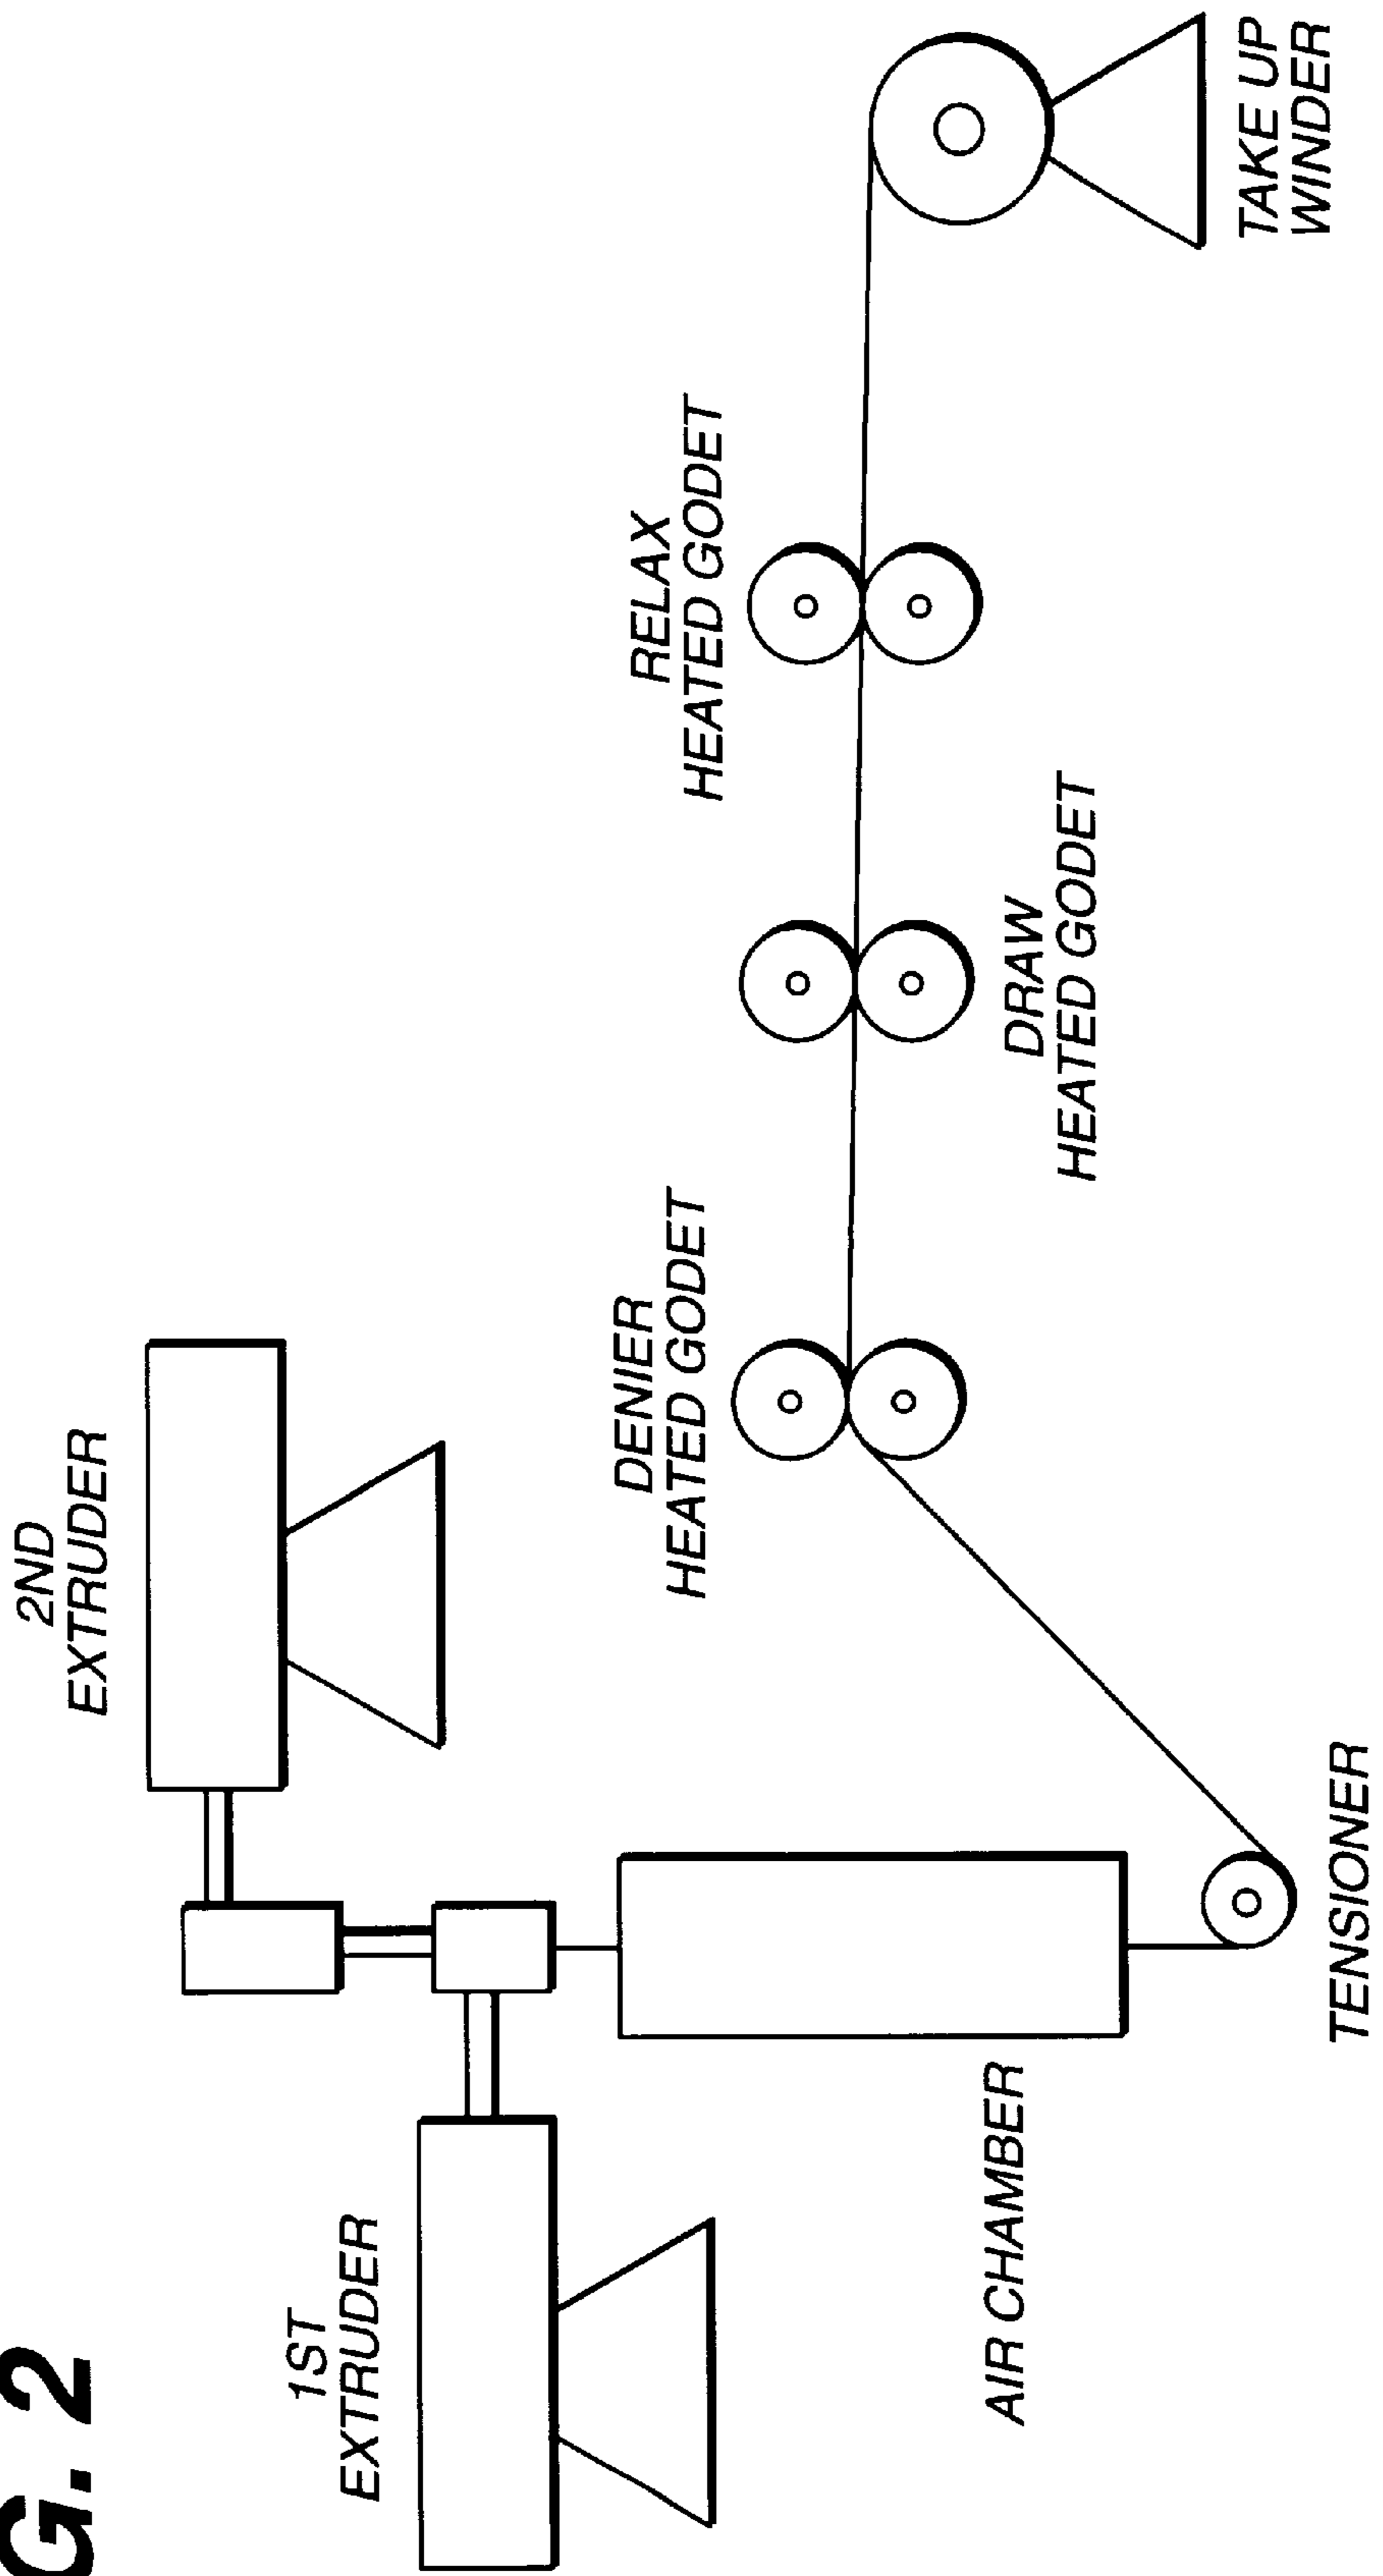 G. 2
2ND
EXTRUDER
1ST
EXTRUDER
AIR CHAMBER
TENSIONER
DENIER
HEATED GODET
DRAW
HEATED GODET
RELAX
HEATED GODET
TAKE UP
WINDER